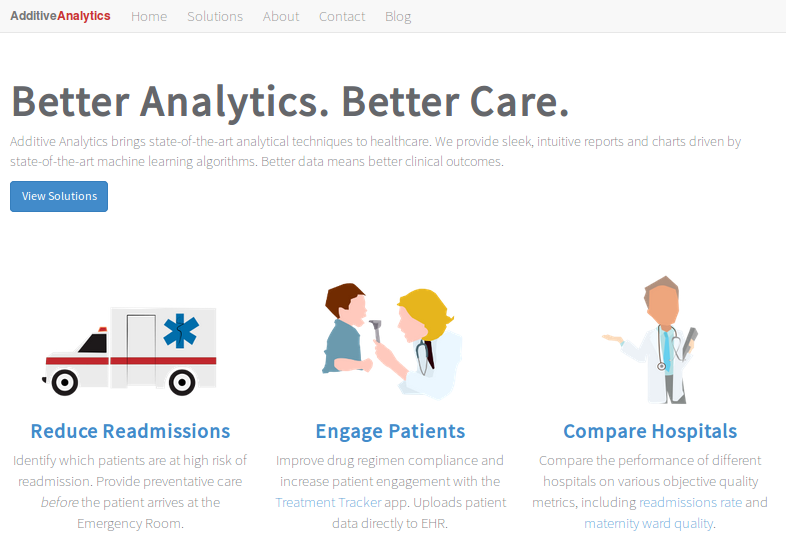 AdditiveAnalytics Home Solutions About Contact Blog
Better Analytics. Better Care.
Additive Analytics brings state-of-the-art analytical techniques to healthcare. We provide sleek, intuitive reports and charts driven by
state-of-the-art machine learning algorithms. Better data means better clinical outcomes.
View Solutions
Reduce Readmissions
Identify which patients are at high risk of
readmission. Provide preventative care
before the patient arrives at the
Emergency Room.
Engage Patients
Improve drug regimen compliance and
increase patient engagement with the
Treatment Tracker app. Uploads patient
data directly to EHR.
Compare Hospitals
Compare the performance of different
hospitals on various objective quality
metrics, including readmissions rate and
maternity ward quality.